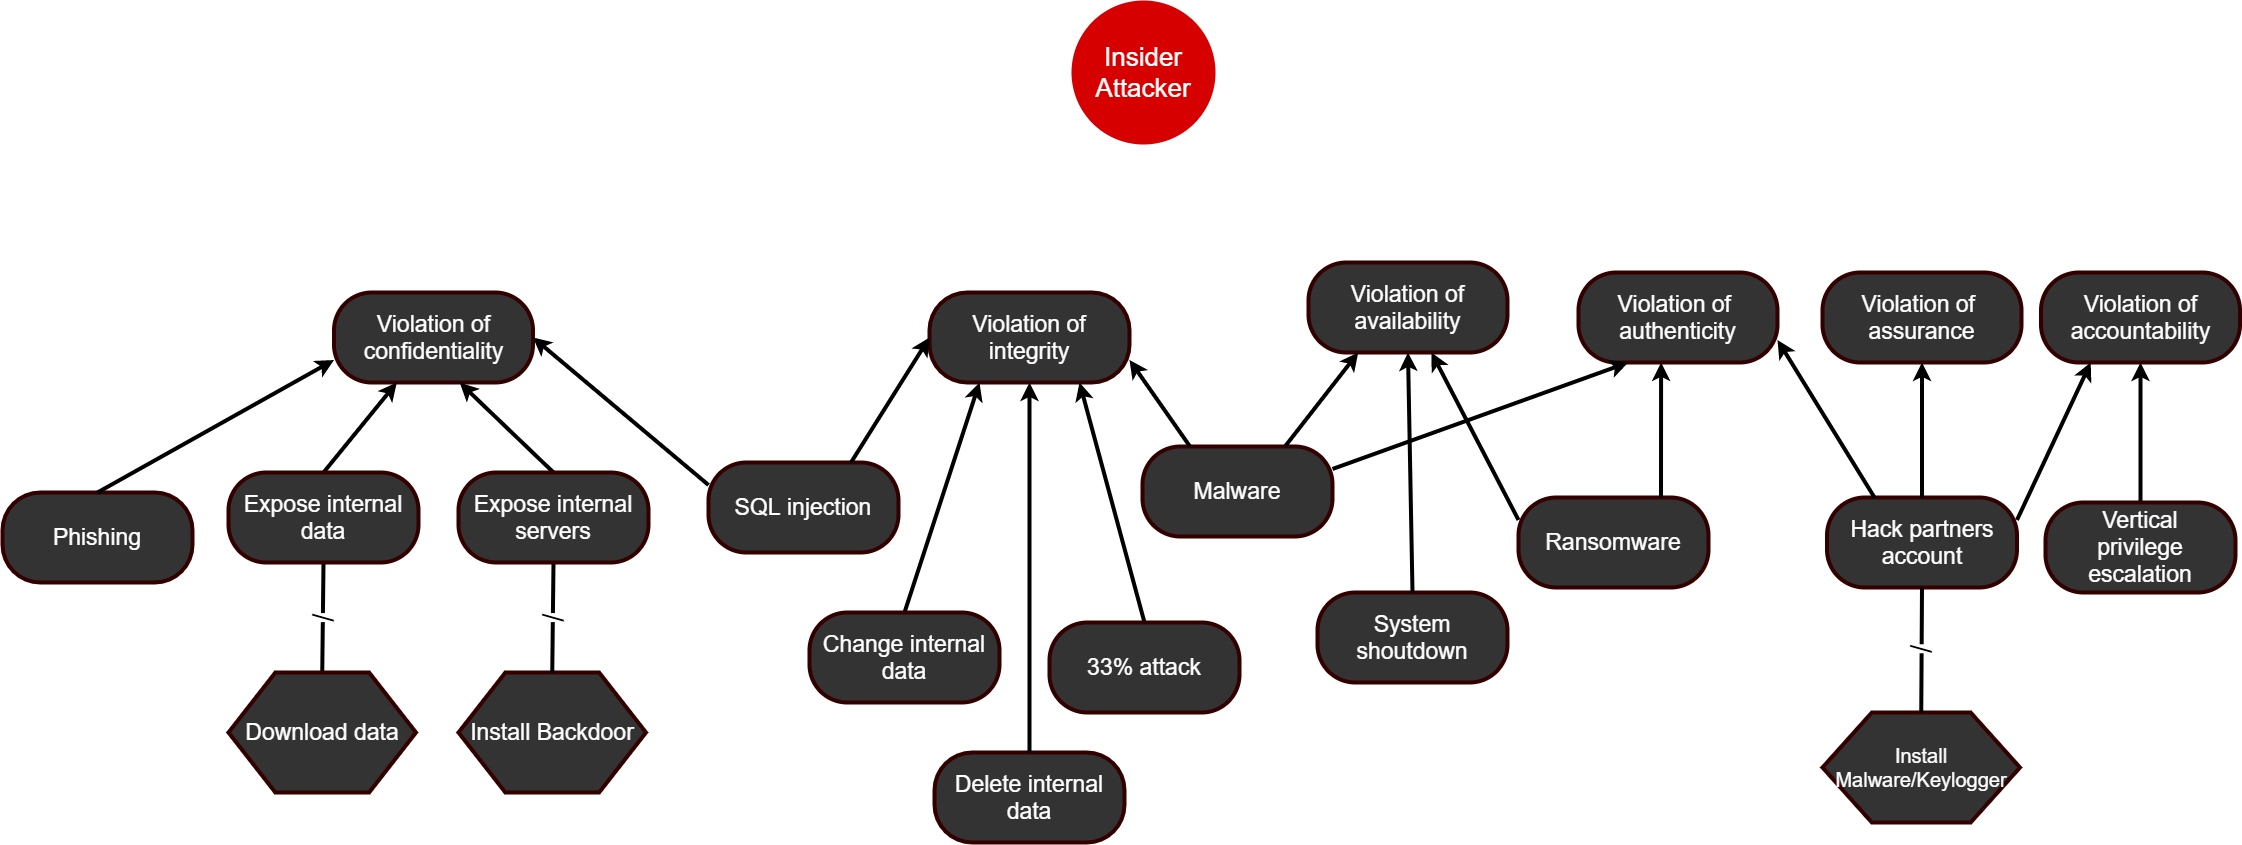 Insider
Attacker
Violation of
confidentiality
Violation of
integrity
Violation of
availability
Violation of
authenticity
Violation of
assurance
Violation of
accountability
Phishing
Expose internal
data
Expose internal
servers
SQL injection
Malware
Ransomware
Hack partners
account
Vertical
privilege
escalation
Change internal
data
33% attack
System
shoutdown
Download data
Install Backdoor
Delete internal
data
Install
Malware/Keylogger